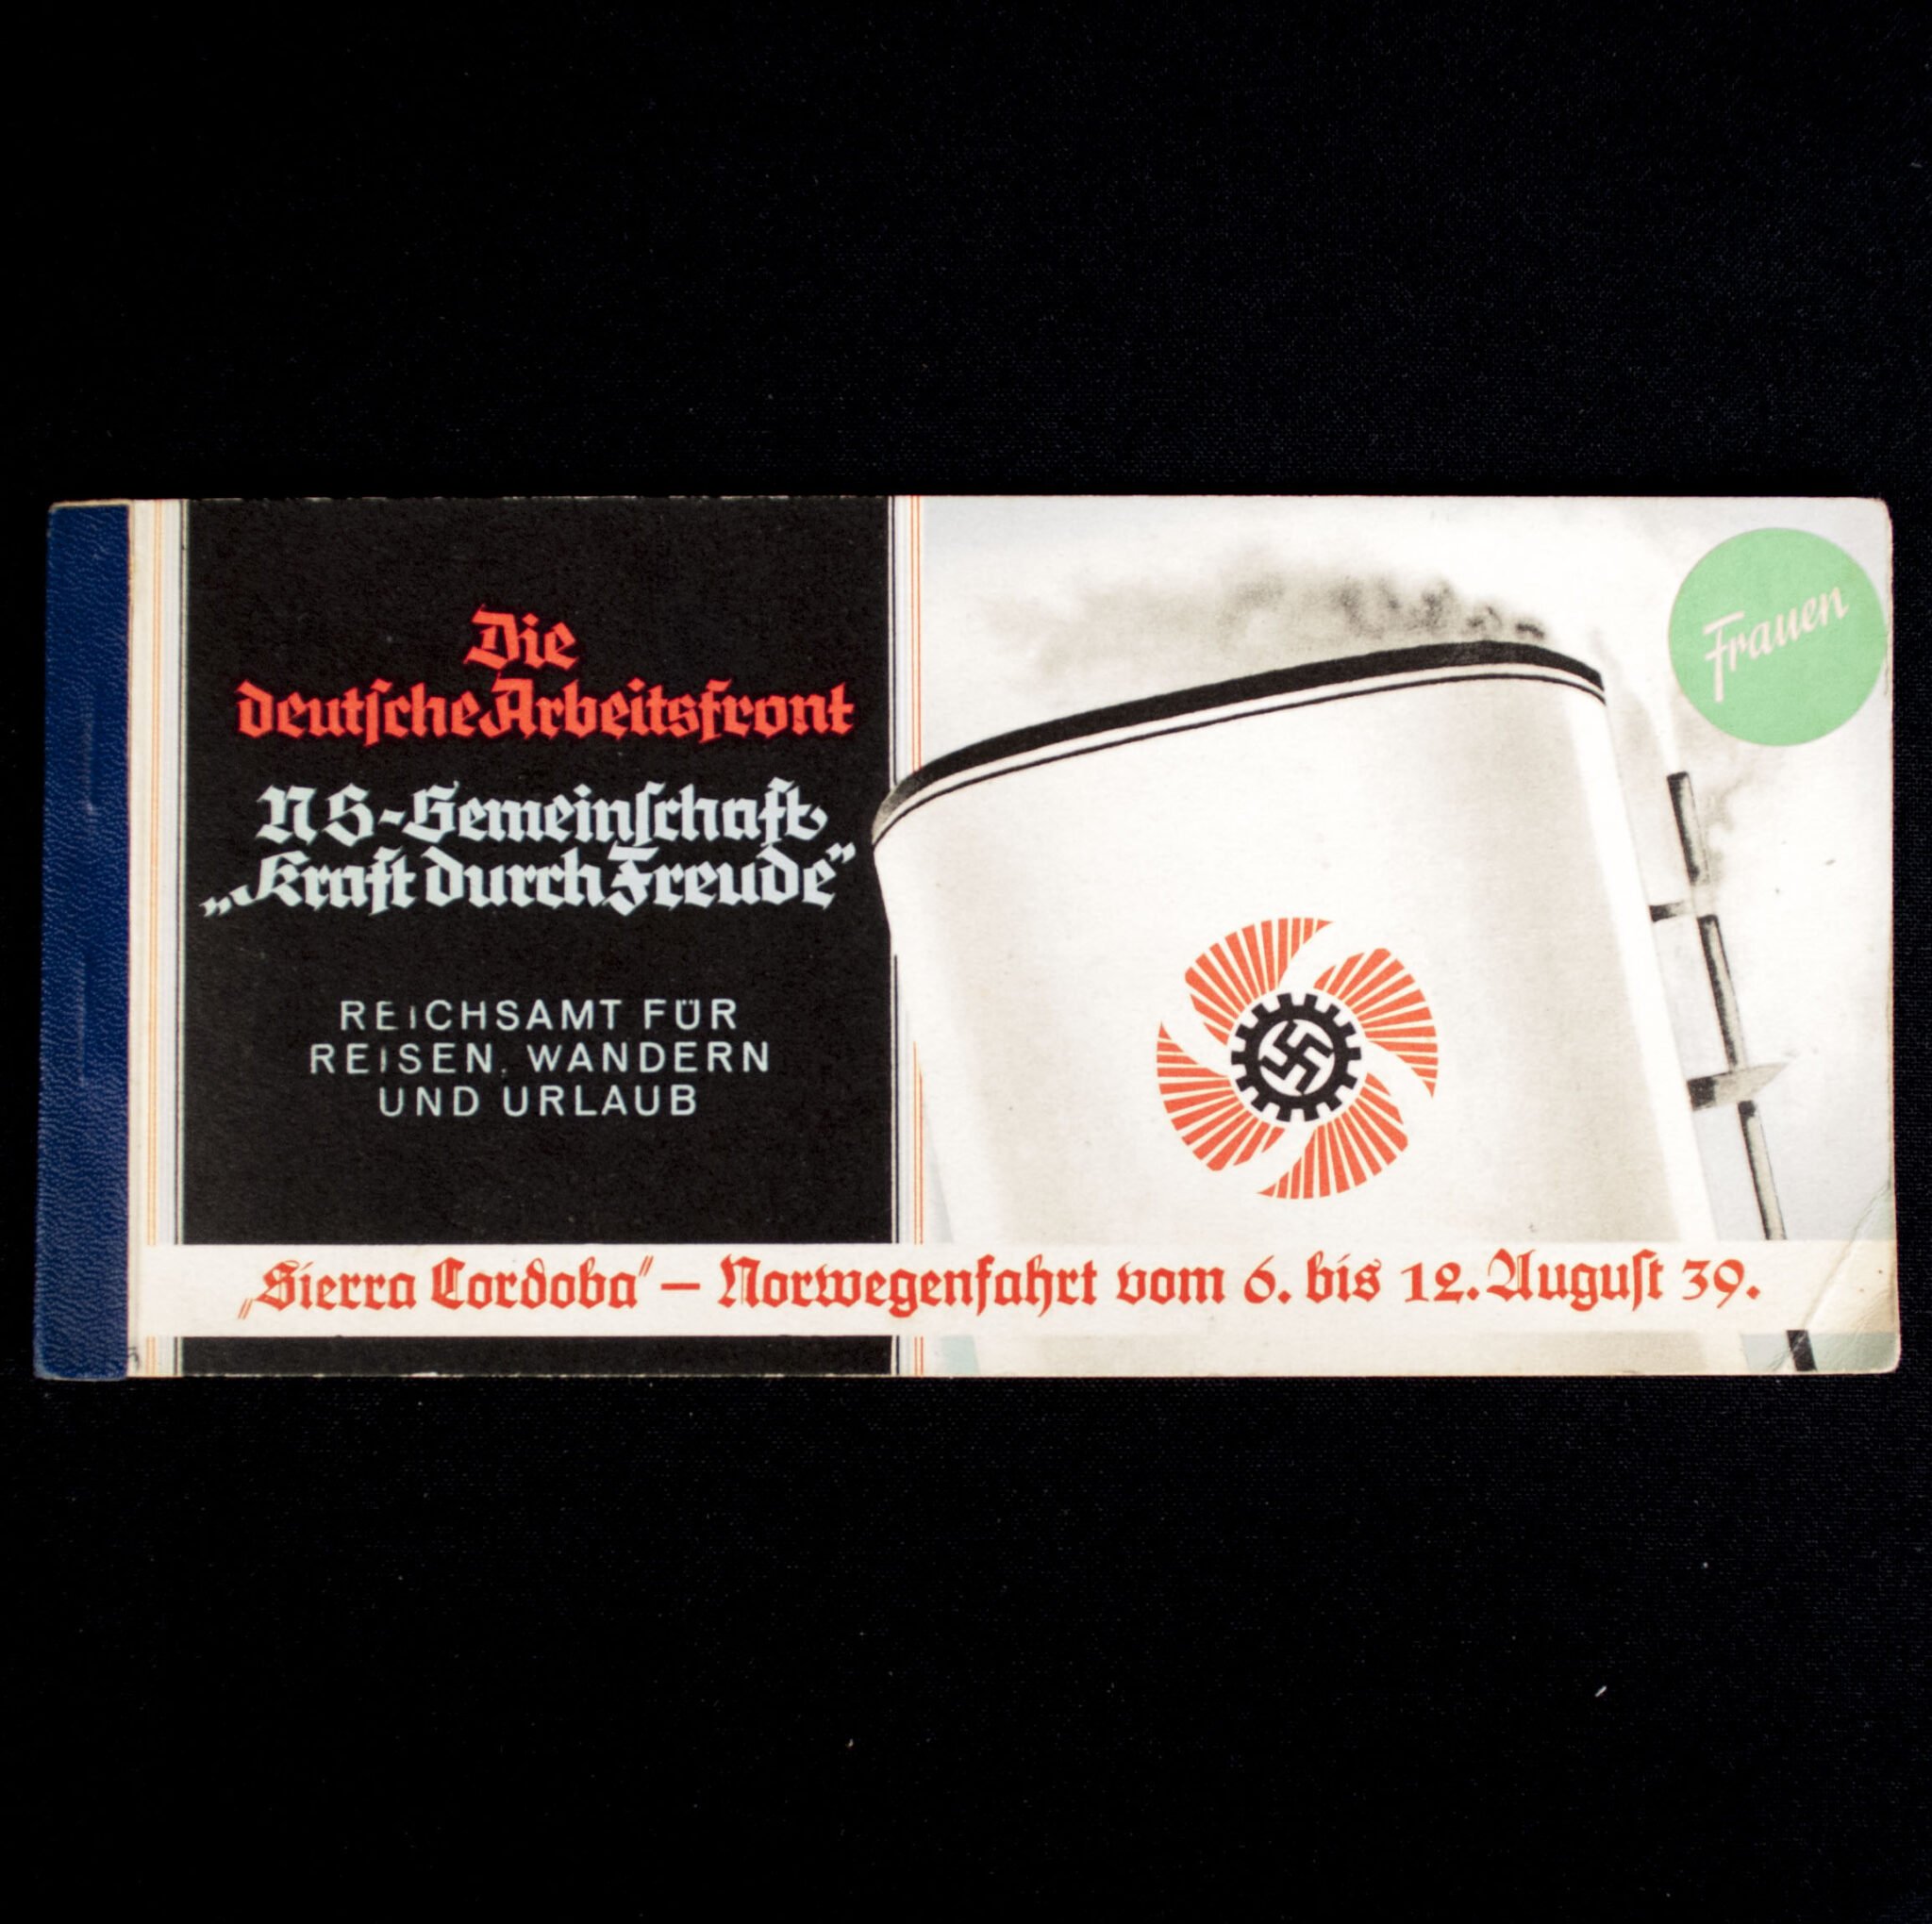 Die
deutsche Arbeitsfront
NS-Gemeinschaft
„Kraft durch Freude”
REICHSAMT FÜR
REISEN, WANDERN
UND URLAUB
Frauen
„Sierra Cordoba” – Norwegenfahrt vom 6. bis 12. August 39.